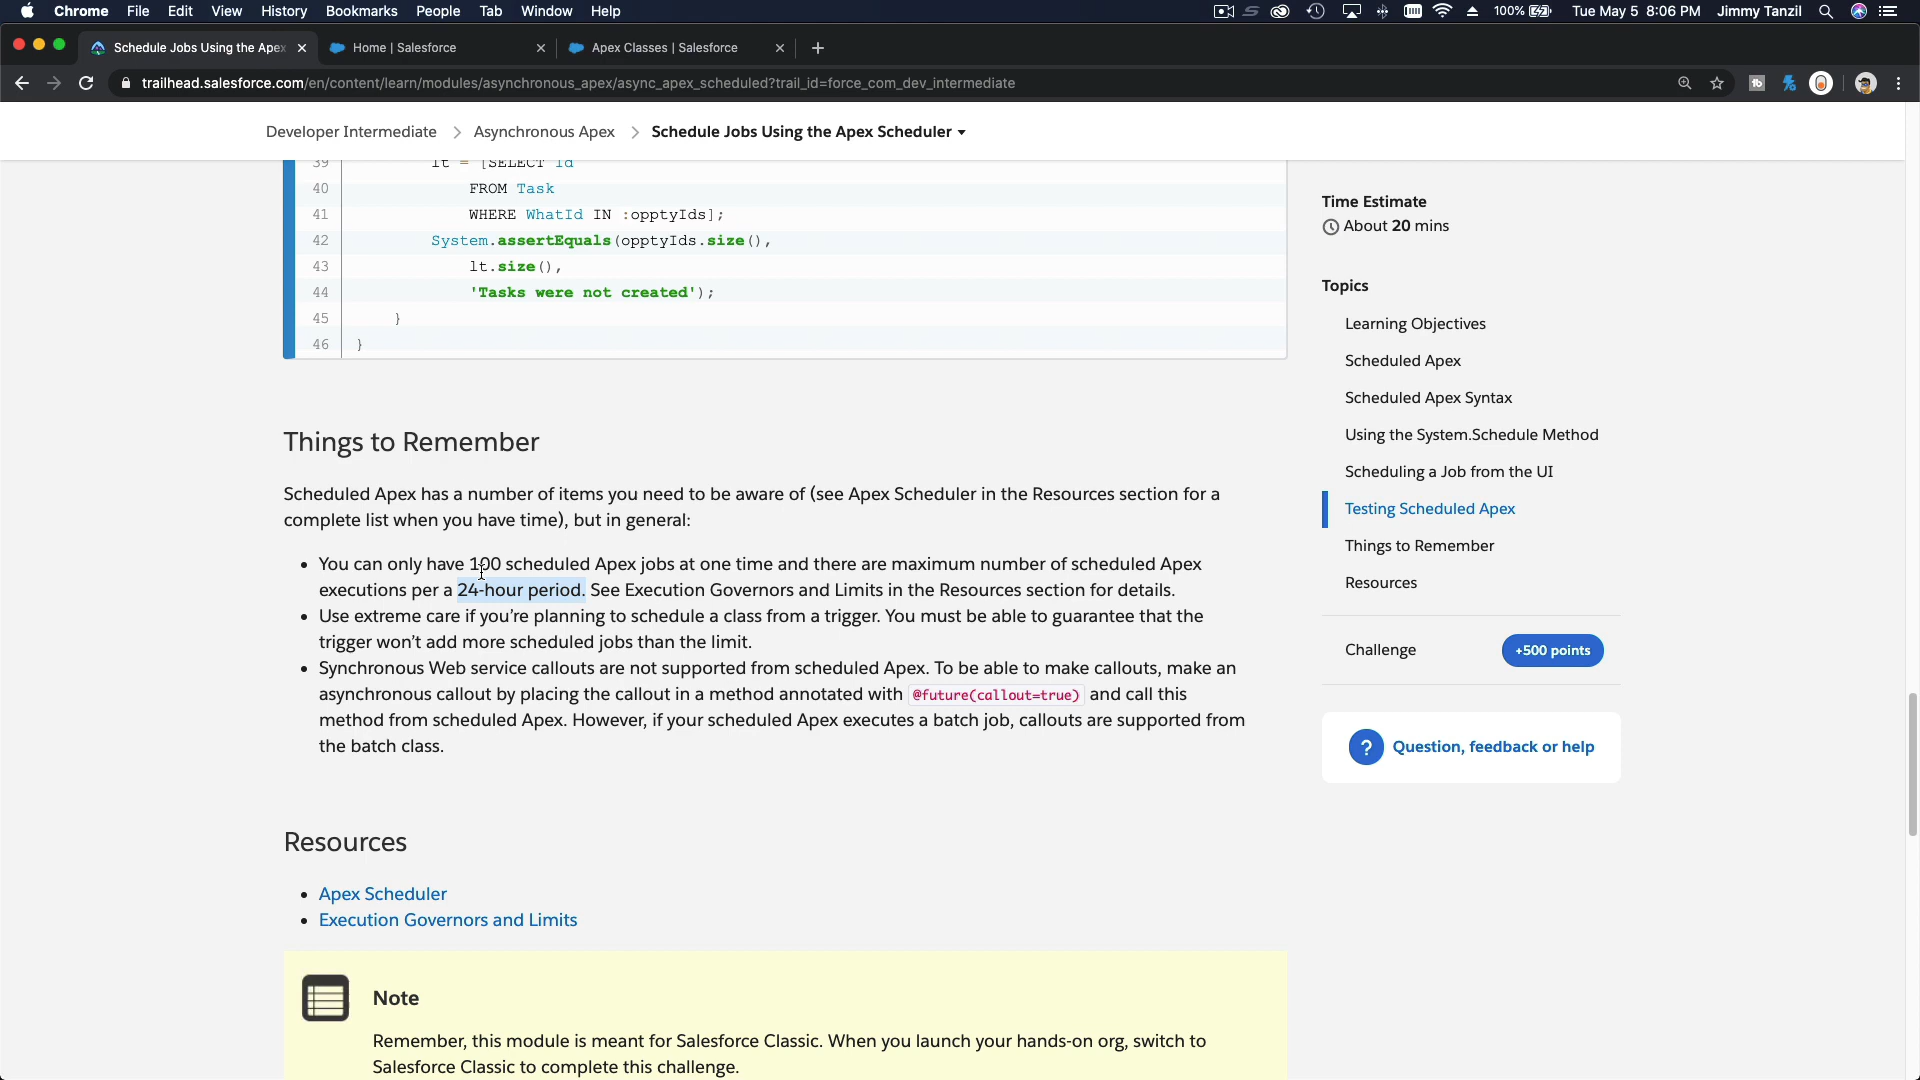 Chrome File Edit View History Bookmarks People Tab Window Help 100% Tue May 5 8:06 PM Jimmy Tanzil
Schedule Jobs Using the Apex Home | Salesforce Apex Classes | Salesforce
trailhead.salesforce.com/en/content/learn/modules/asynchronous_apex/async_apex_scheduled?trail_id=force_com_dev_intermediate
Developer Intermediate > Asynchronous Apex > Schedule Jobs Using the Apex Scheduler
39 lt = [SELECT Id
40 FROM Task
41 WHERE WhatId IN :opptyIds];
42 System.assertEquals(opptyIds.size(),
43 lt.size(),
44 'Tasks were not created');
45 }
46 }
Things to Remember
Scheduled Apex has a number of items you need to be aware of (see Apex Scheduler in the Resources section for a
complete list when you have time), but in general:
• You can only have 100 scheduled Apex jobs at one time and there are maximum number of scheduled Apex
executions per a 24-hour period. See Execution Governors and Limits in the Resources section for details.
• Use extreme care if you’re planning to schedule a class from a trigger. You must be able to guarantee that the
trigger won’t add more scheduled jobs than the limit.
• Synchronous Web service callouts are not supported from scheduled Apex. To be able to make callouts, make an
asynchronous callout by placing the callout in a method annotated with @future(callout=true) and call this
method from scheduled Apex. However, if your scheduled Apex executes a batch job, callouts are supported from
the batch class.
Resources
• Apex Scheduler
• Execution Governors and Limits
Note
Remember, this module is meant for Salesforce Classic. When you launch your hands-on org, switch to
Salesforce Classic to complete this challenge.
Time Estimate
About 20 mins
Topics
Learning Objectives
Scheduled Apex
Scheduled Apex Syntax
Using the System.Schedule Method
Scheduling a Job from the UI
Testing Scheduled Apex
Things to Remember
Resources
Challenge +500 points
? Question, feedback or help